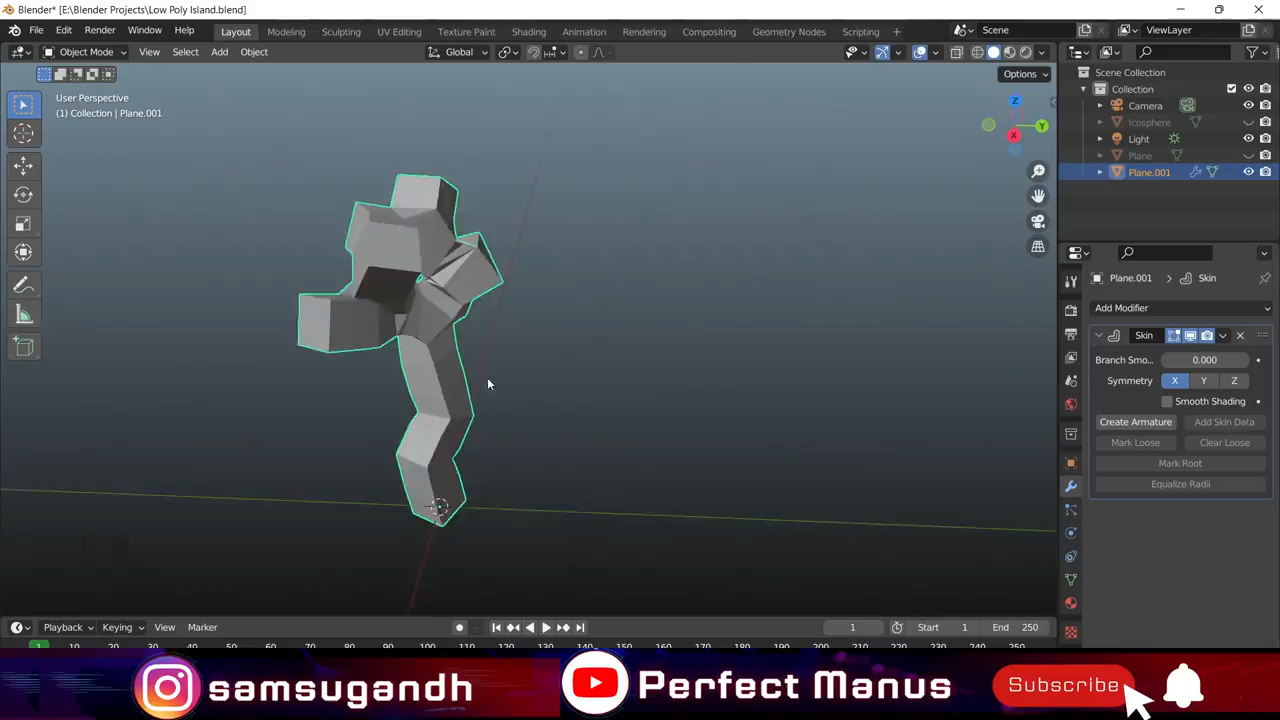 Blender* [E:\Blender Projects\Low Poly Island.blend]
File Edit Render Window Help Layout Modeling Sculpting UV Editing Texture Paint Shading Animation Rendering Compositing Geometry Nodes Scripting + Scene ViewLayer
Object Mode View Select Add Object Global
Options
User Perspective
(1) Collection | Plane.001
Z
Y
X
Scene Collection
Collection
Camera
Icosphere
Light
Plane
Plane.001
Plane.001 > Skin
Add Modifier
Skin
Branch Smo... 0.000
Symmetry X Y Z
Smooth Shading
Create Armature Add Skin Data
Mark Loose Clear Loose
Mark Root
Equalize Radii
Playback Keying View Marker 1 Start 1 End 250
1 10 20 30 40 50 60 70 80 90 100 110 120 130 140 150 160 170 180 190 200 210 220 230 240 250
samsugandh Perfect Manus Subscribe